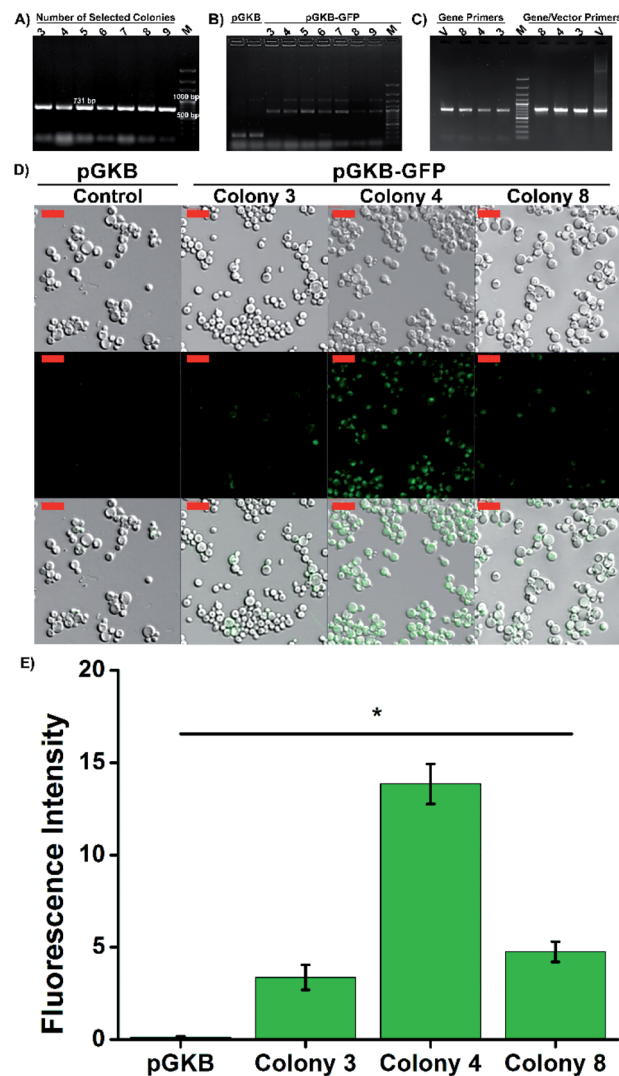 A)
Number of Selected Colonies
3 4 5 6 7 8 9 M
731 bp
1000 bp
500 bp
B)
pGKB pGKB-GFP
3 4 5 6 7 8 9 M
C)
Gene Primers Gene/Vector Primers
V 8 4 3 M 8 4 3 V
D)
pGKB pGKB-GFP
Control Colony 3 Colony 4 Colony 8
E)
20
*
15
10
5
0
Fluorescence Intensity
pGKB Colony 3 Colony 4 Colony 8